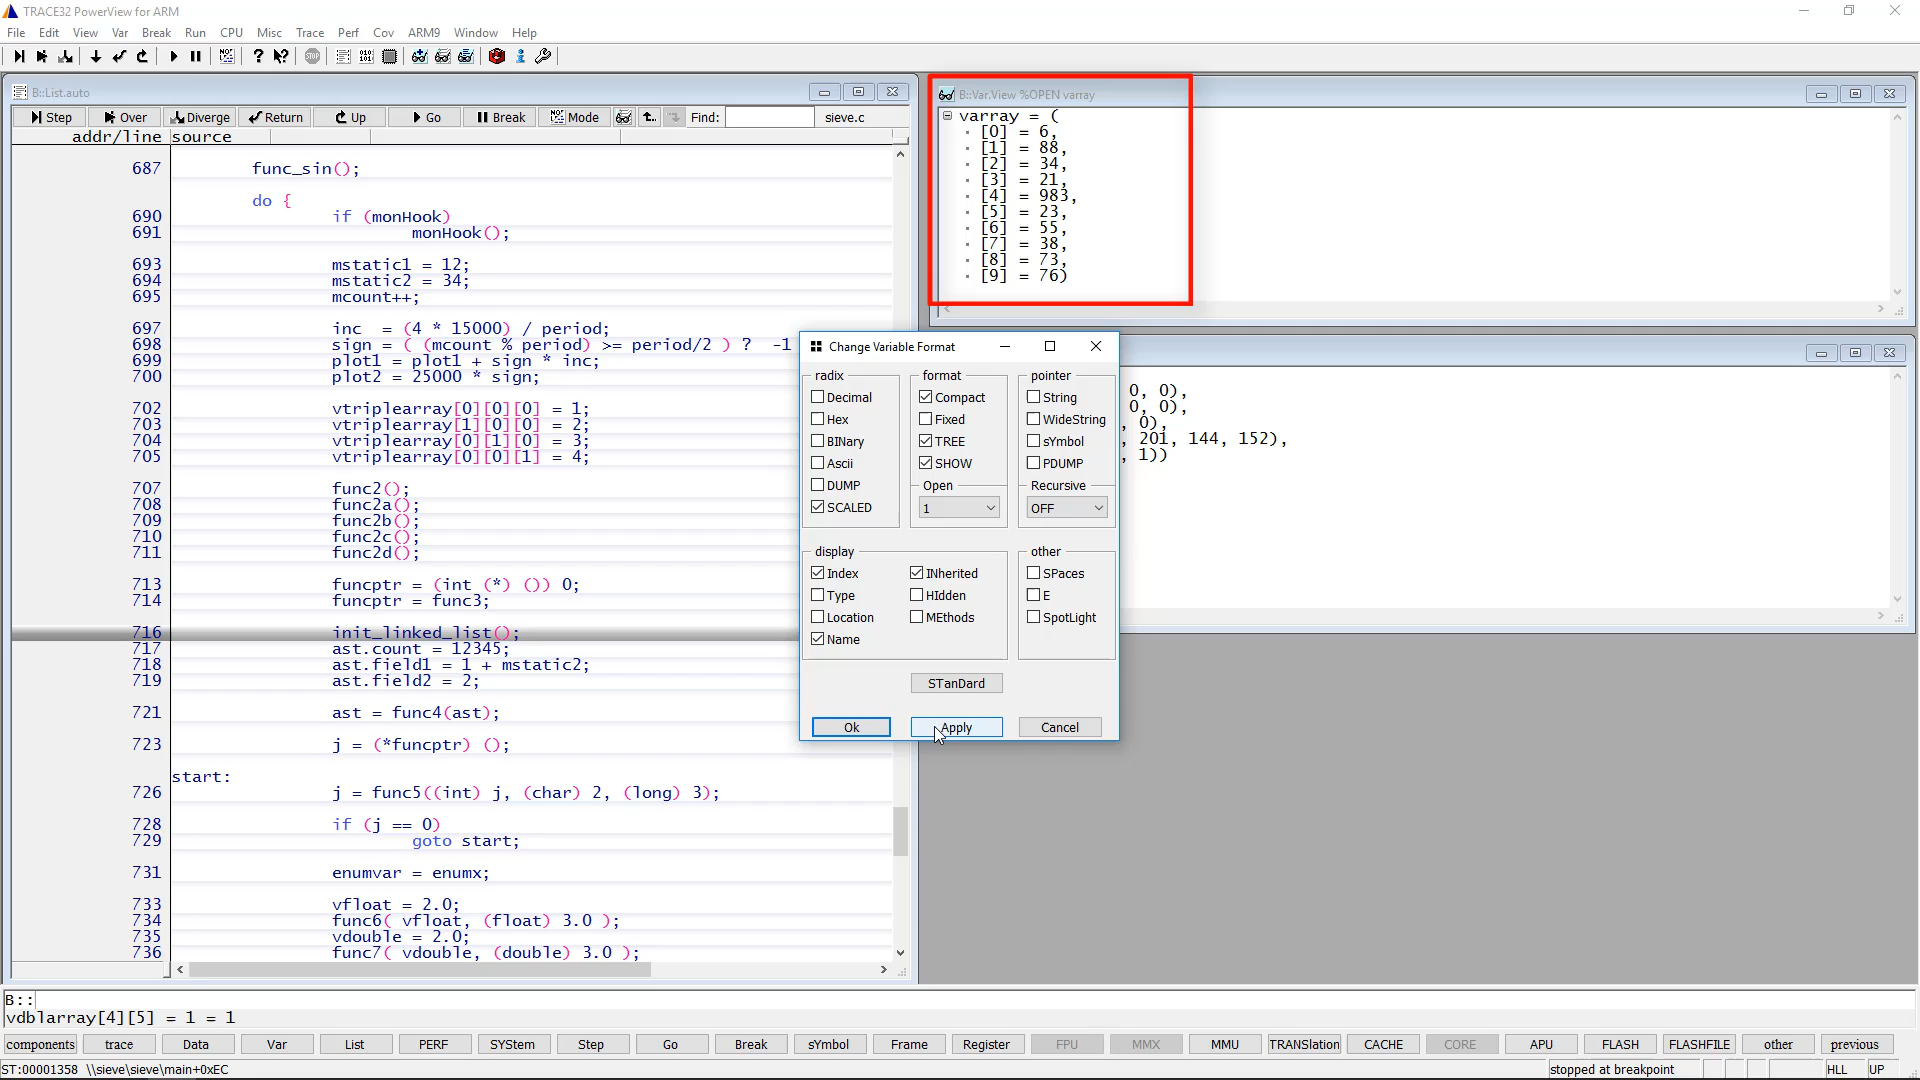 TRACE32 PowerView for ARM
File Edit View Var Break Run CPU Misc Trace Perf Cov ARM9 Window Help
B::List.auto
Step Over Diverge Return Up Go Break Mode Find: sieve.c
addr/line source
687 func_sin();
do {
690 if (monHook)
691 monHook();
693 mstatic1 = 12;
694 mstatic2 = 34;
695 mcount++;
697 inc = (4 * 15000) / period;
698 sign = ( (mcount % period) >= period/2 ) ? -1
699 plot1 = plot1 + sign * inc;
700 plot2 = 25000 * sign;
702 vtriplearray[0][0][0] = 1;
703 vtriplearray[1][0][0] = 2;
704 vtriplearray[0][1][0] = 3;
705 vtriplearray[0][0][1] = 4;
707 func2();
708 func2a();
709 func2b();
710 func2c();
711 func2d();
713 funcptr = (int (*) ()) 0;
714 funcptr = func3;
716 init_linked_list();
717 ast.count = 12345;
718 ast.field1 = 1 + mstatic2;
719 ast.field2 = 2;
721 ast = func4(ast);
723 j = (*funcptr) ();
start:
726 j = func5((int) j, (char) 2, (long) 3);
728 if (j == 0)
729 goto start;
731 enumvar = enumx;
733 vfloat = 2.0;
734 func6( vfloat, (float) 3.0 );
735 vdouble = 2.0;
736 func7( vdouble, (double) 3.0 );
B::Var.View %OPEN varray
varray = (
[0] = 6,
[1] = 88,
[2] = 34,
[3] = 21,
[4] = 983,
[5] = 23,
[6] = 55,
[7] = 38,
[8] = 73,
[9] = 76)
0, 0),
0, 0),
, 0),
, 201, 144, 152),
, 1))
Change Variable Format
radix format pointer
Decimal Compact String
Hex Fixed WideString
BINary TREE sYmbol
Ascii SHOW PDUMP
DUMP Open Recursive
SCALED 1 OFF
display other
Index INherited SPaces
Type HIdden E
Location MEthods SpotLight
Name
STanDard
Ok Apply Cancel
B::
vdblarray[4][5] = 1 = 1
components trace Data Var List PERF SYStem Step Go Break sYmbol Frame Register FPU MMX MMU TRANSlation CACHE CORE APU FLASH FLASHFILE other previous
ST:00001358 \\sieve\sieve\main+0xEC stopped at breakpoint HLL UP